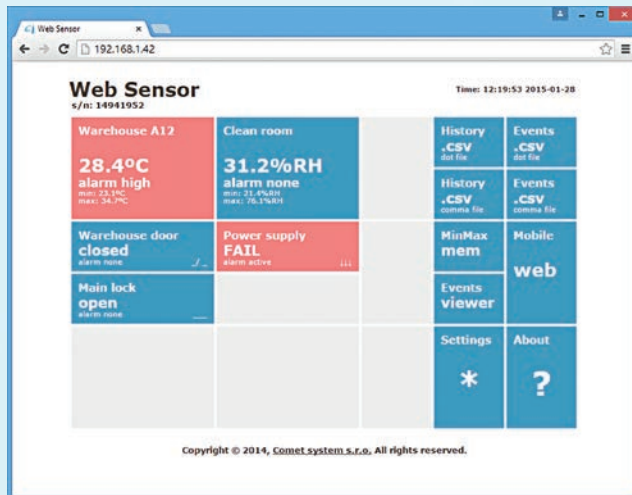 Web Sensor
192.168.1.42
Web Sensor
s/n: 14941952
Time: 12:19:53 2015-01-28
Warehouse A12
28.4ºC
alarm high
min: 23.1ºC
max: 34.7ºC
Clean room
31.2%RH
alarm none
min: 21.4%RH
max: 76.1%RH
History
.CSV
dot file
Events
.CSV
dot file
History
.CSV
comma file
Events
.CSV
comma file
Warehouse door
closed
alarm none
Power supply
FAIL
alarm active
MinMax
mem
Mobile
web
Main lock
open
alarm none
Events
viewer
Settings
*
About
?
Copyright © 2014, Comet system s.r.o. All rights reserved.